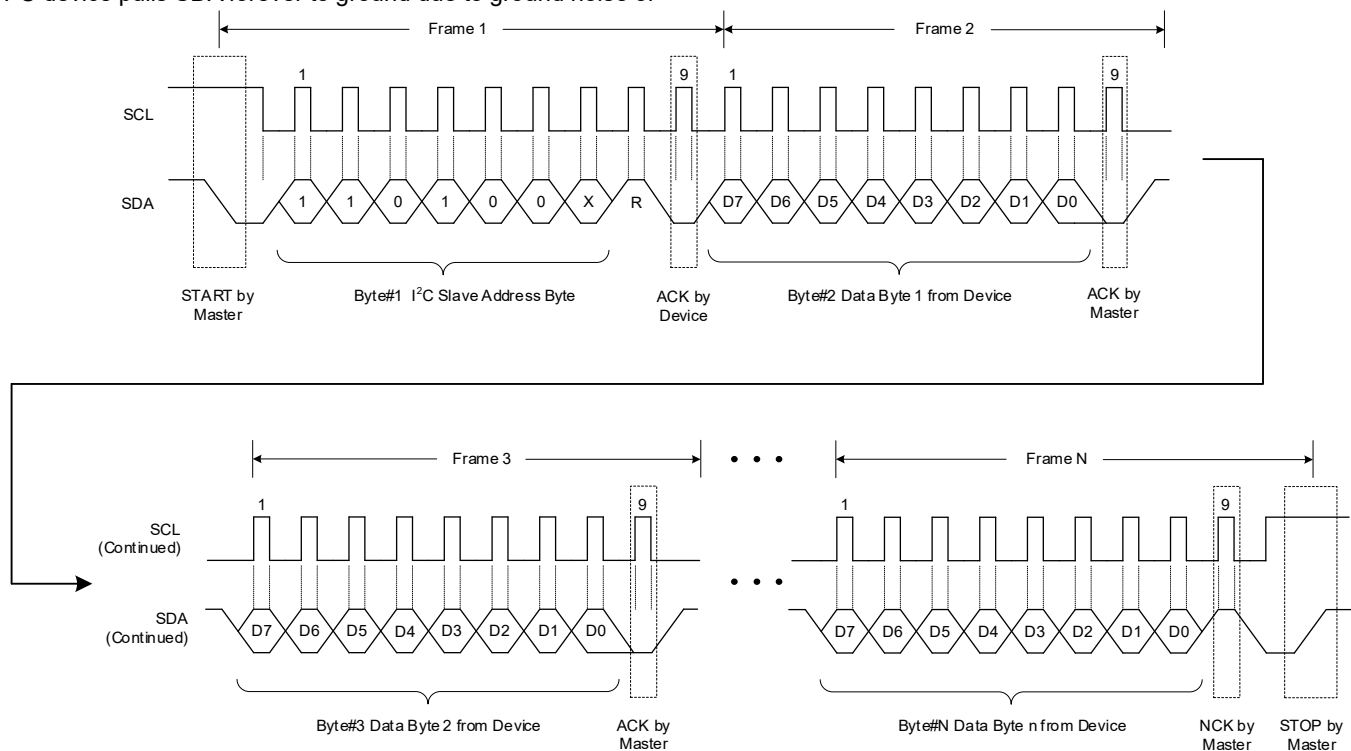 Frame 1 Frame 2
1 9 1 9
SCL
SDA 1 1 0 1 0 0 X R D7 D6 D5 D4 D3 D2 D1 D0
START by Master
Byte#1 I²C Slave Address Byte
ACK by Device
Byte#2 Data Byte 1 from Device
ACK by Master
Frame 3 • • • Frame N
1 9 1 9
SCL (Continued)
• • •
SDA (Continued) D7 D6 D5 D4 D3 D2 D1 D0 D7 D6 D5 D4 D3 D2 D1 D0
Byte#3 Data Byte 2 from Device
ACK by Master
Byte#N Data Byte n from Device
NCK by Master
STOP by Master